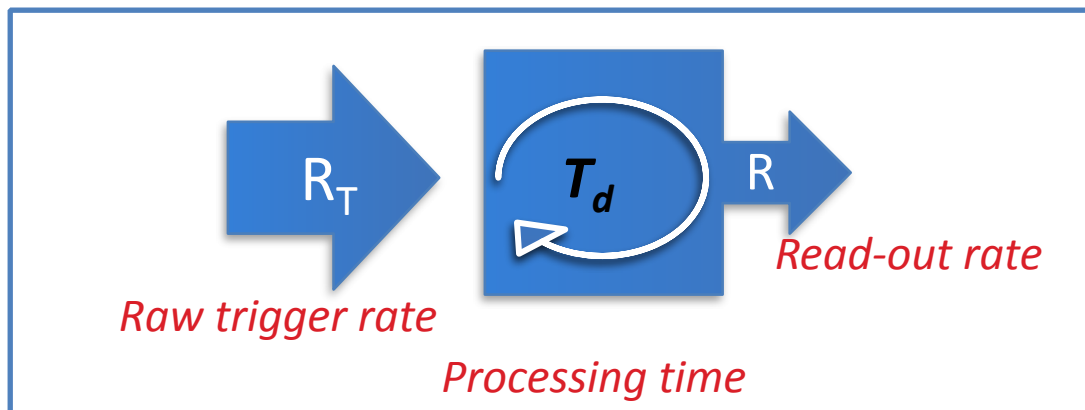 R_T
T_d
R
Read-out rate
Raw trigger rate
Processing time